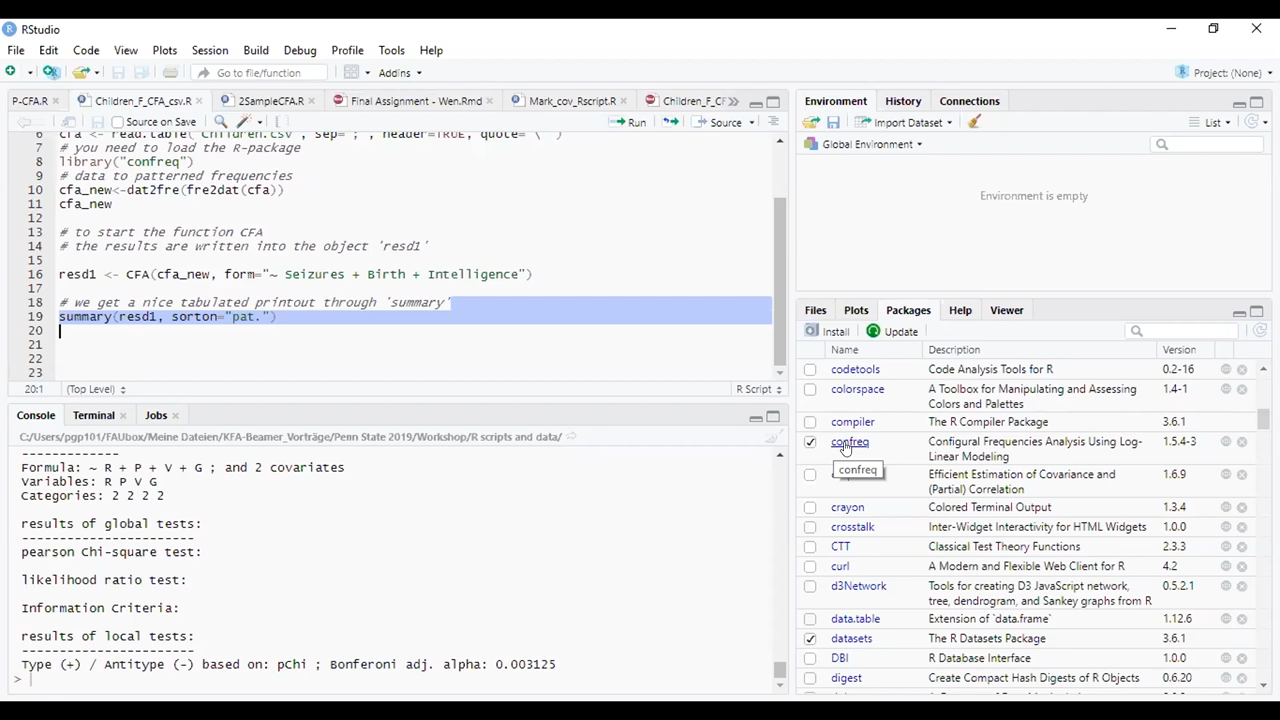 RStudio
File Edit Code View Plots Session Build Debug Profile Tools Help
Go to file/function Addins Project: (None)
P-CFA.R Children_F_CFA_csv.R 2SampleCFA.R Final Assignment - Wen.Rmd Mark_cov_Rscript.R Children_F_CF
Source on Save Run Source
6 cfa <- read.table("Children.csv", sep=";", header=TRUE, quote="\"")
7 # you need to load the R-package
8 library("confreq")
9 # data to patterned frequencies
10 cfa_new<-dat2fre(fre2dat(cfa))
11 cfa_new
12
13 # to start the function CFA
14 # the results are written into the object 'resd1'
15
16 resd1 <- CFA(cfa_new, form="~ Seizures + Birth + Intelligence")
17
18 # we get a nice tabulated printout through 'summary'
19 summary(resd1, sorton="pat.")
20
21
22
23
20:1 (Top Level) R Script
Console Terminal Jobs
C:/Users/pgp101/FAUbox/Meine Dateien/KFA-Beamer_Vorträge/Penn State 2019/Workshop/R scripts and data/
-------------
Formula: ~ R + P + V + G ; and 2 covariates
Variables: R P V G
Categories: 2 2 2 2
results of global tests:
-----------------------
pearson Chi-square test:
likelihood ratio test:
Information Criteria:
results of local tests:
-----------------------
Type (+) / Antitype (-) based on: pChi ; Bonferoni adj. alpha: 0.003125
>
Environment History Connections
Import Dataset List
Global Environment
Environment is empty
Files Plots Packages Help Viewer
Install Update
Name Description Version
codetools Code Analysis Tools for R 0.2-16
colorspace A Toolbox for Manipulating and Assessing 1.4-1
Colors and Palettes
compiler The R Compiler Package 3.6.1
confreq Configural Frequencies Analysis Using Log- 1.5.4-3
Linear Modeling
confreq
Efficient Estimation of Covariance and 1.6.9
(Partial) Correlation
crayon Colored Terminal Output 1.3.4
crosstalk Inter-Widget Interactivity for HTML Widgets 1.0.0
CTT Classical Test Theory Functions 2.3.3
curl A Modern and Flexible Web Client for R 4.2
d3Network Tools for creating D3 JavaScript network, 0.5.2.1
tree, dendrogram, and Sankey graphs from R
data.table Extension of `data.frame` 1.12.6
datasets The R Datasets Package 3.6.1
DBI R Database Interface 1.0.0
digest Create Compact Hash Digests of R Objects 0.6.20